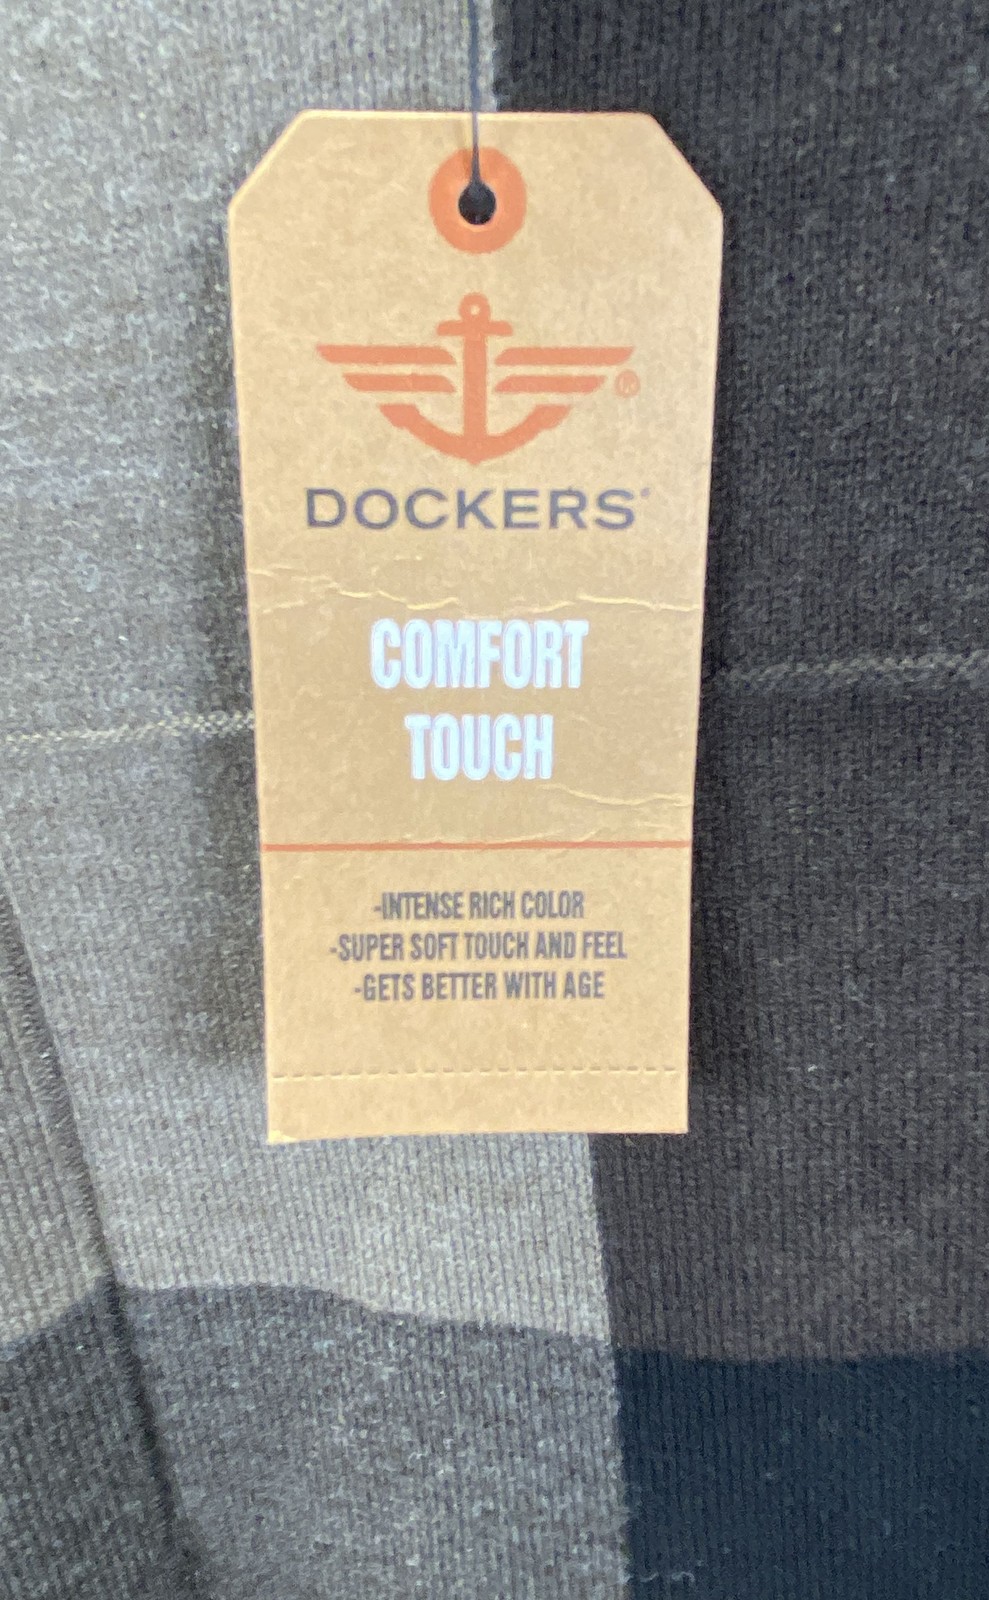 ®
DOCKERS®
COMFORT
TOUCH
-INTENSE RICH COLOR
-SUPER SOFT TOUCH AND FEEL
-GETS BETTER WITH AGE